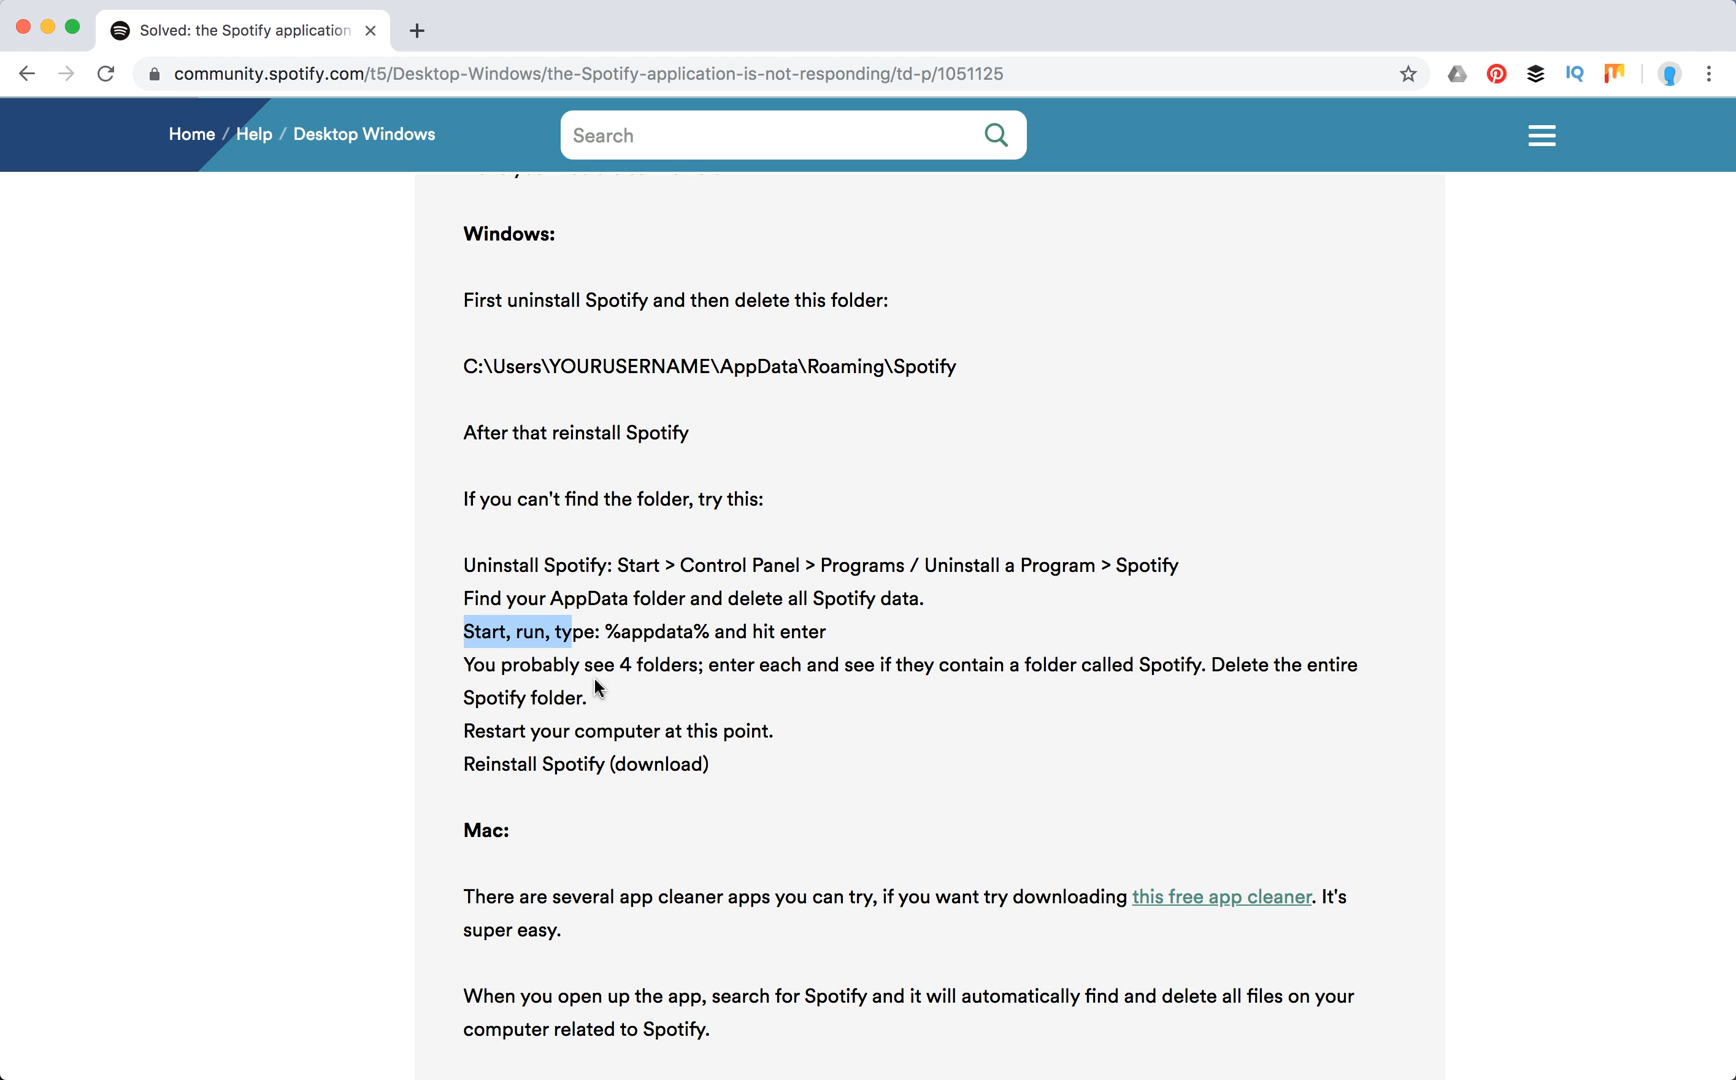 Solved: the Spotify application
community.spotify.com/t5/Desktop-Windows/the-Spotify-application-is-not-responding/td-p/1051125
IQ
Home / Help / Desktop Windows
Search
Windows:
First uninstall Spotify and then delete this folder:
C:\Users\YOURUSERNAME\AppData\Roaming\Spotify
After that reinstall Spotify
If you can't find the folder, try this:
Uninstall Spotify: Start > Control Panel > Programs / Uninstall a Program > Spotify
Find your AppData folder and delete all Spotify data.
Start, run, type: %appdata% and hit enter
You probably see 4 folders; enter each and see if they contain a folder called Spotify. Delete the entire
Spotify folder.
Restart your computer at this point.
Reinstall Spotify (download)
Mac:
There are several app cleaner apps you can try, if you want try downloading this free app cleaner. It's
super easy.
When you open up the app, search for Spotify and it will automatically find and delete all files on your
computer related to Spotify.